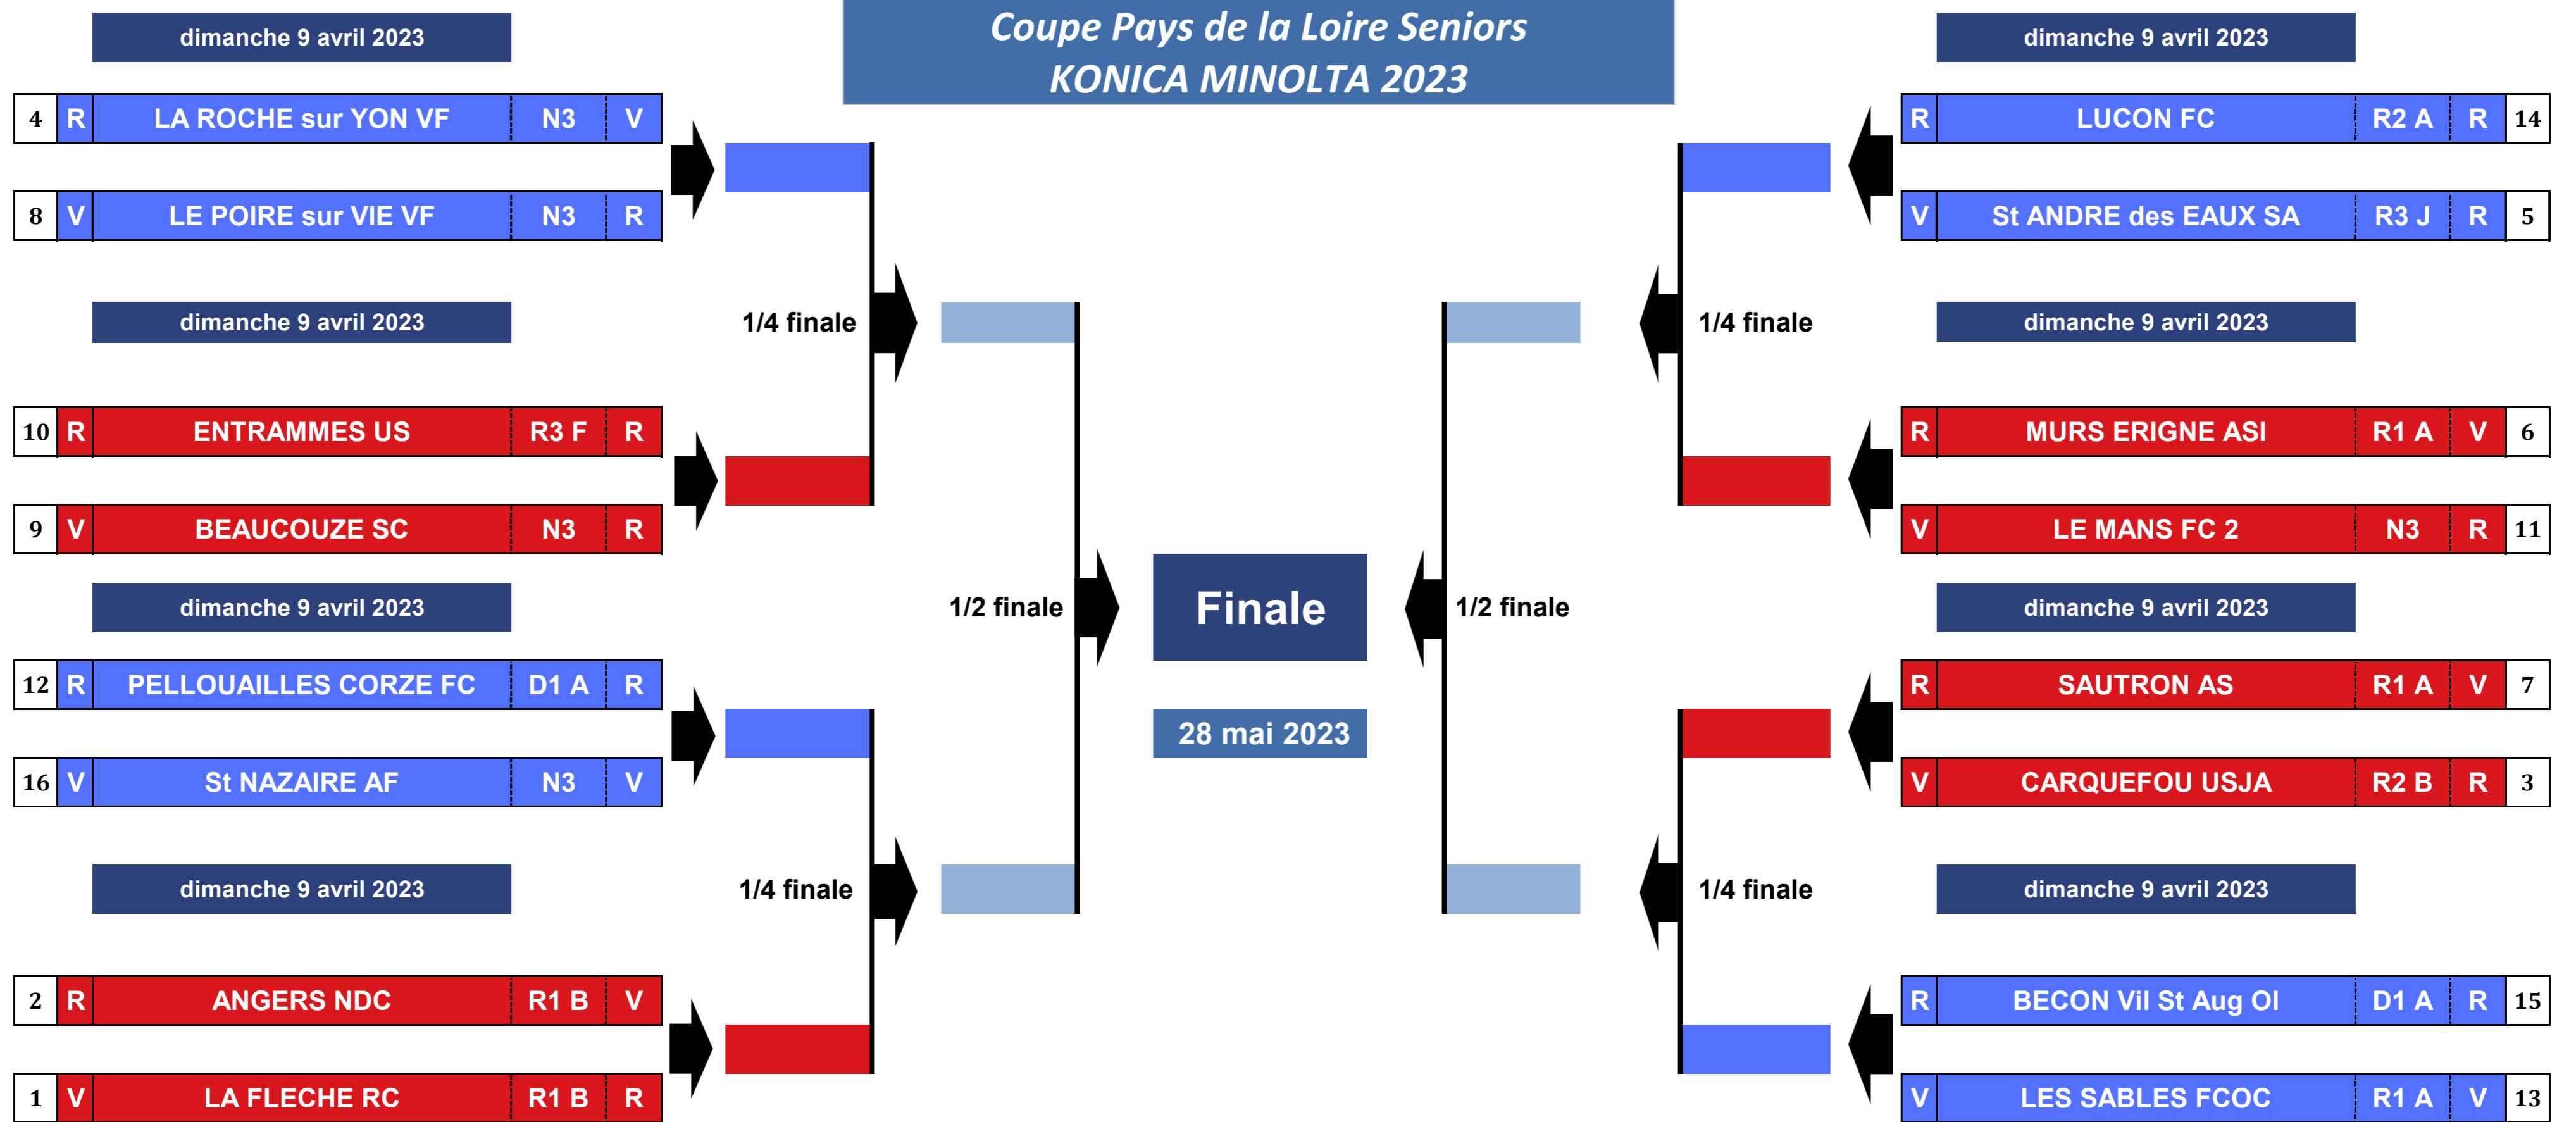 Coupe Pays de la Loire Seniors
KONICA MINOLTA 2023
dimanche 9 avril 2023
4 R LA ROCHE sur YON VF N3 V
8 V LE POIRE sur VIE VF N3 R
dimanche 9 avril 2023
1/4 finale
10 R ENTRAMMES US R3 F R
9 V BEAUCOUZE SC N3 R
dimanche 9 avril 2023
1/2 finale
12 R PELLOUAILLES CORZE FC D1 A R
16 V St NAZAIRE AF N3 V
dimanche 9 avril 2023
1/4 finale
2 R ANGERS NDC R1 B V
1 V LA FLECHE RC R1 B R
Finale
28 mai 2023
dimanche 9 avril 2023
R LUCON FC R2 A R 14
V St ANDRE des EAUX SA R3 J R 5
1/4 finale
dimanche 9 avril 2023
R MURS ERIGNE ASI R1 A V 6
V LE MANS FC 2 N3 R 11
1/2 finale
dimanche 9 avril 2023
R SAUTRON AS R1 A V 7
V CARQUEFOU USJA R2 B R 3
1/4 finale
dimanche 9 avril 2023
R BECON Vil St Aug Ol D1 A R 15
V LES SABLES FCOC R1 A V 13